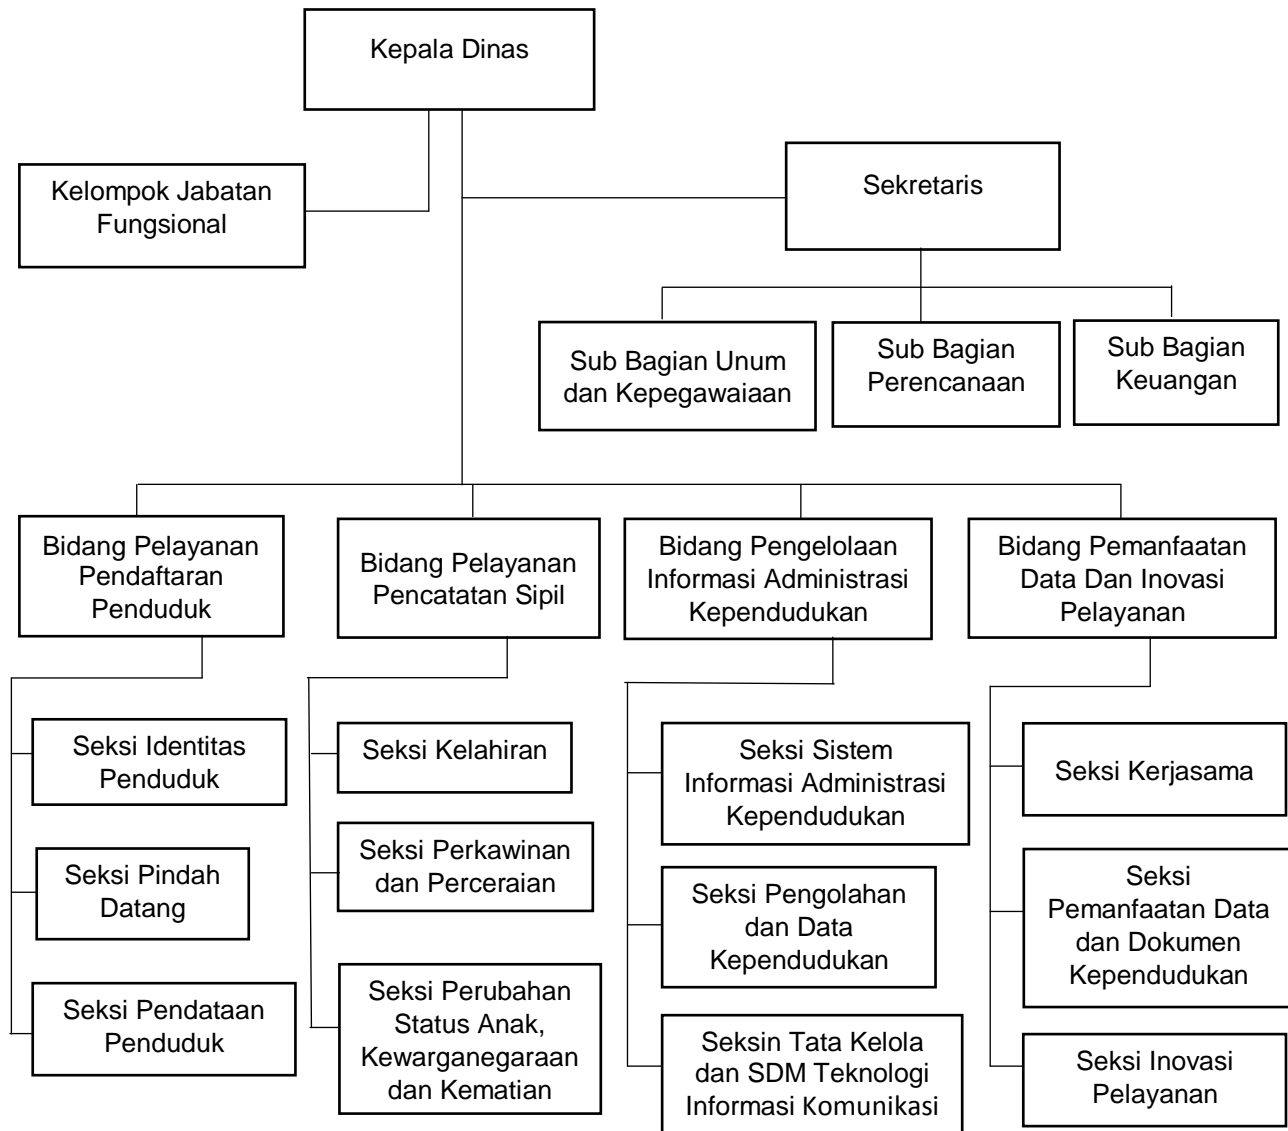 Kepala Dinas
Kelompok Jabatan
Fungsional
Sekretaris
Sub Bagian Unum
dan Kepegawaiaan
Sub Bagian
Perencanaan
Sub Bagian
Keuangan
Bidang Pelayanan
Pendaftaran
Penduduk
Bidang Pelayanan
Pencatatan Sipil
Bidang Pengelolaan
Informasi Administrasi
Kependudukan
Bidang Pemanfaatan
Data Dan Inovasi
Pelayanan
Seksi Identitas
Penduduk
Seksi Pindah
Datang
Seksi Pendataan
Penduduk
Seksi Kelahiran
Seksi Perkawinan
dan Perceraian
Seksi Perubahan
Status Anak,
Kewarganegaraan
dan Kematian
Seksi Sistem
Informasi Administrasi
Kependudukan
Seksi Pengolahan
dan Data
Kependudukan
Seksin Tata Kelola
dan SDM Teknologi
Informasi Komunikasi
Seksi Kerjasama
Seksi
Pemanfaatan Data
dan Dokumen
Kependudukan
Seksi Inovasi
Pelayanan